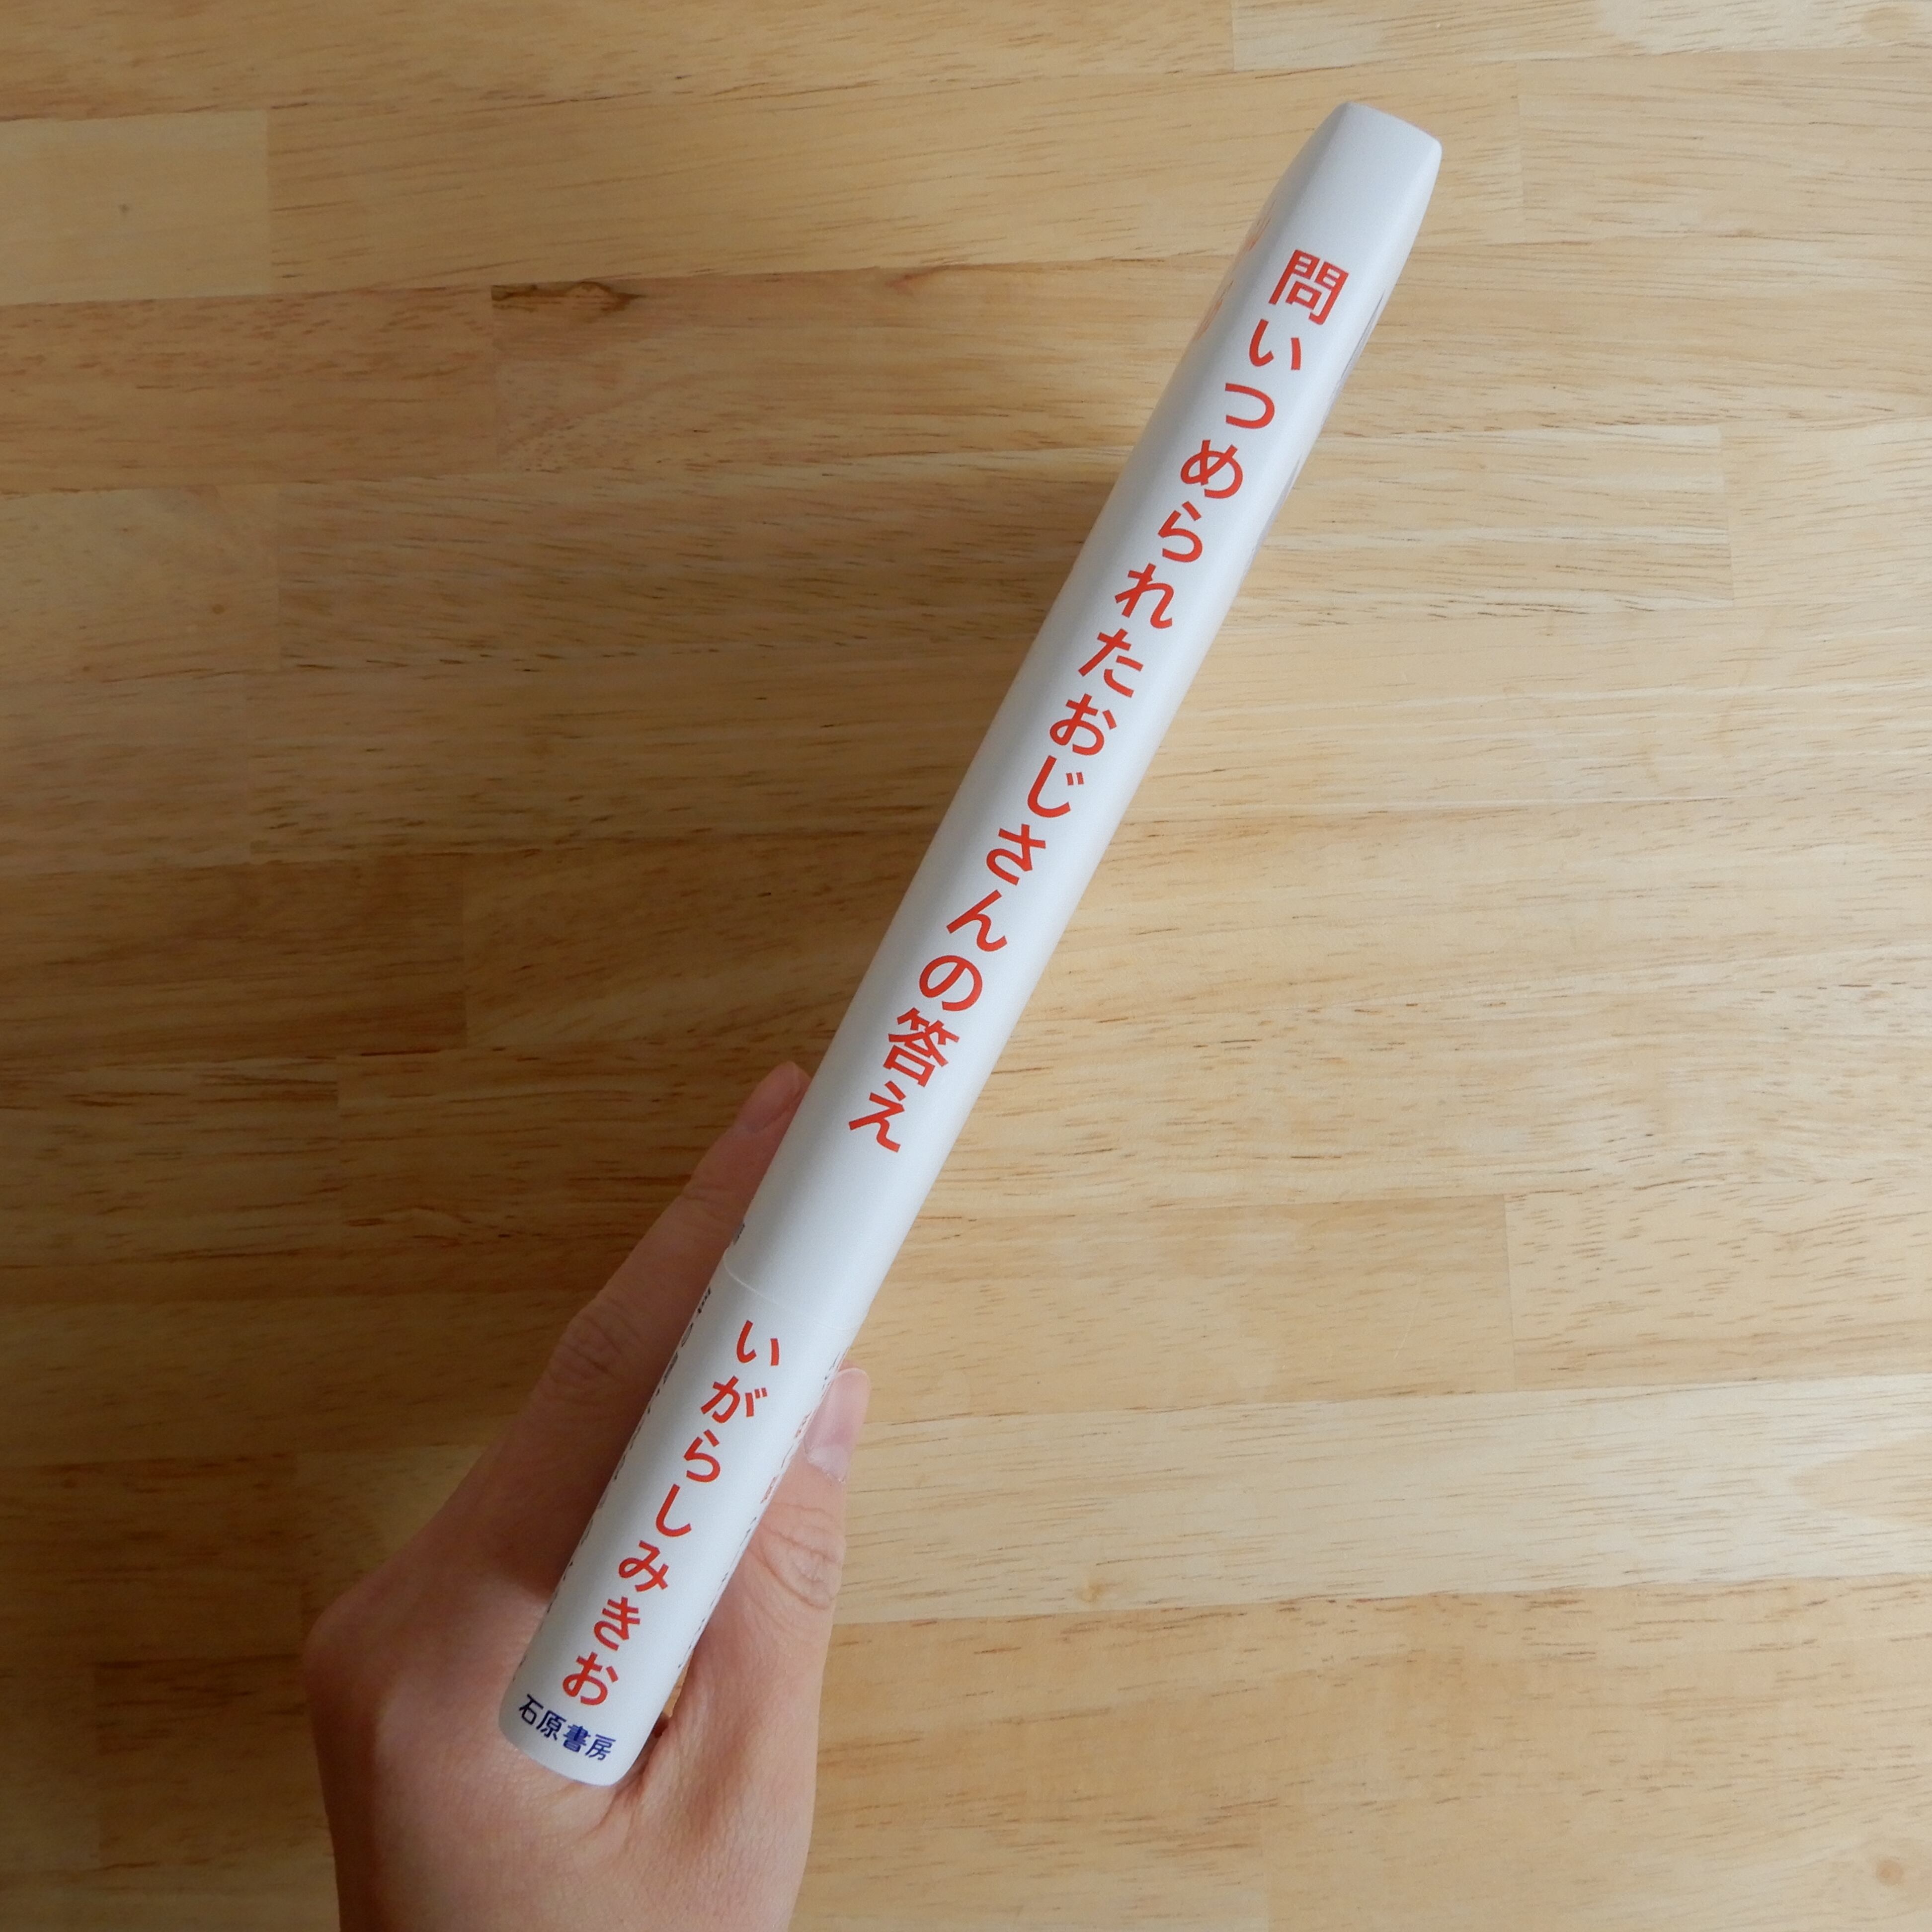 問いつめられたおじさんの答え
いがらしみきお
石原書房